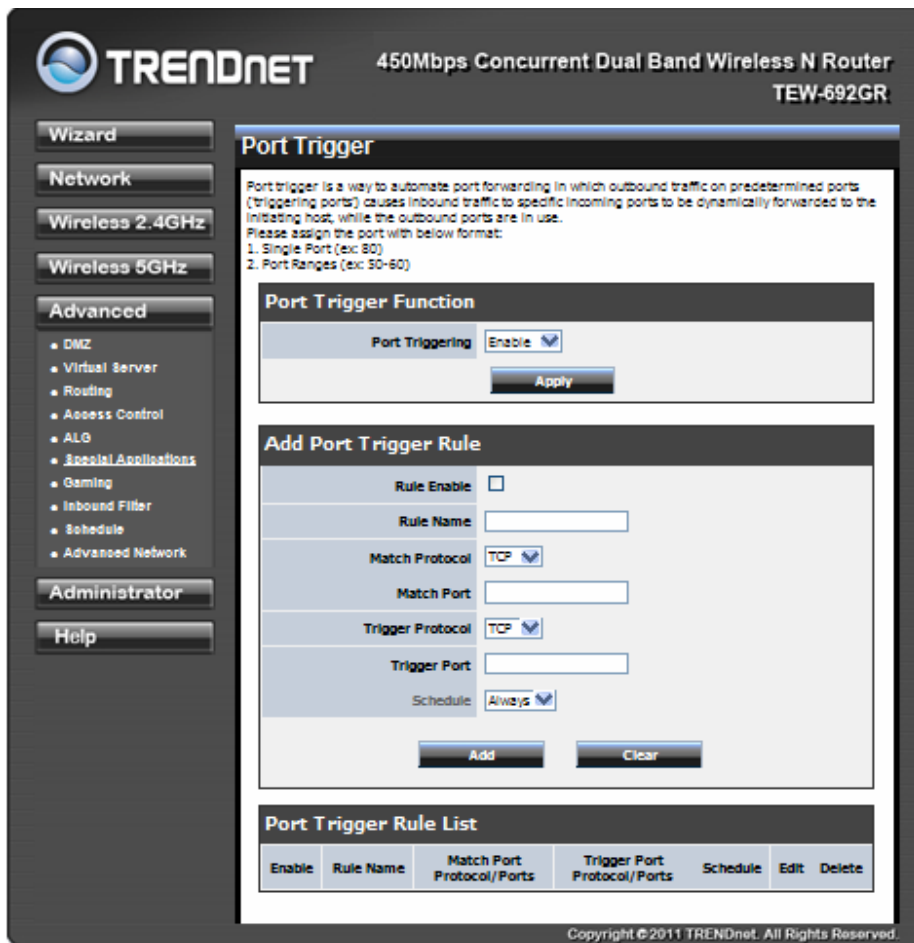 TRENDNET
450Mbps Concurrent Dual Band Wireless N Router
TEW-692GR
Wizard
Network
Wireless 2.4GHz
Wireless 5GHz
Advanced
DMZ
Virtual Server
Routing
Access Control
ALG
Special Applications
Gaming
Inbound Filter
Schedule
Advanced Network
Administrator
Help
Port Trigger
Port trigger is a way to automate port forwarding in which outbound traffic on predetermined ports
('triggering ports') causes inbound traffic to specific incoming ports to be dynamically forwarded to the
initiating host, while the outbound ports are in use.
Please assign the port with below format:
1. Single Port (ex: 80)
2. Port Ranges (ex: 50-60)
Port Trigger Function
Port Triggering Enable
Apply
Add Port Trigger Rule
Rule Enable
Rule Name
Match Protocol TCP
Match Port
Trigger Protocol TCP
Trigger Port
Schedule Always
Add Clear
Port Trigger Rule List
Enable Rule Name Match Port Protocol/Ports Trigger Port Protocol/Ports Schedule Edit Delete
Copyright ©2011 TRENDnet. All Rights Reserved.